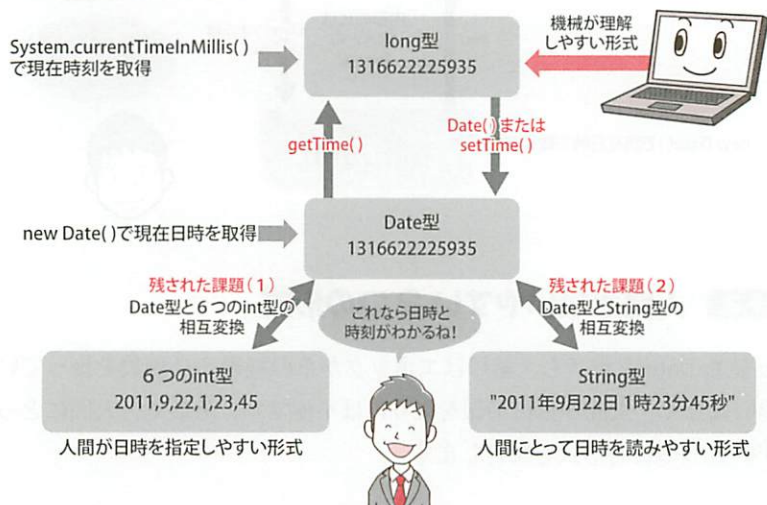 System.currentTimeInMillis()
で現在時刻を取得
long型
1316622225935
機械が理解
しやすい形式
getTime()
Date()または
setTime()
new Date()で現在日時を取得
Date型
1316622225935
残された課題(1)
Date型と6つのint型の
相互変換
これなら日時と
時刻がわかるね!
残された課題(2)
Date型とString型の
相互変換
6つのint型
2011,9,22,1,23,45
String型
"2011年9月22日 1時23分45秒"
人間が日時を指定しやすい形式
人間にとって日時を読みやすい形式